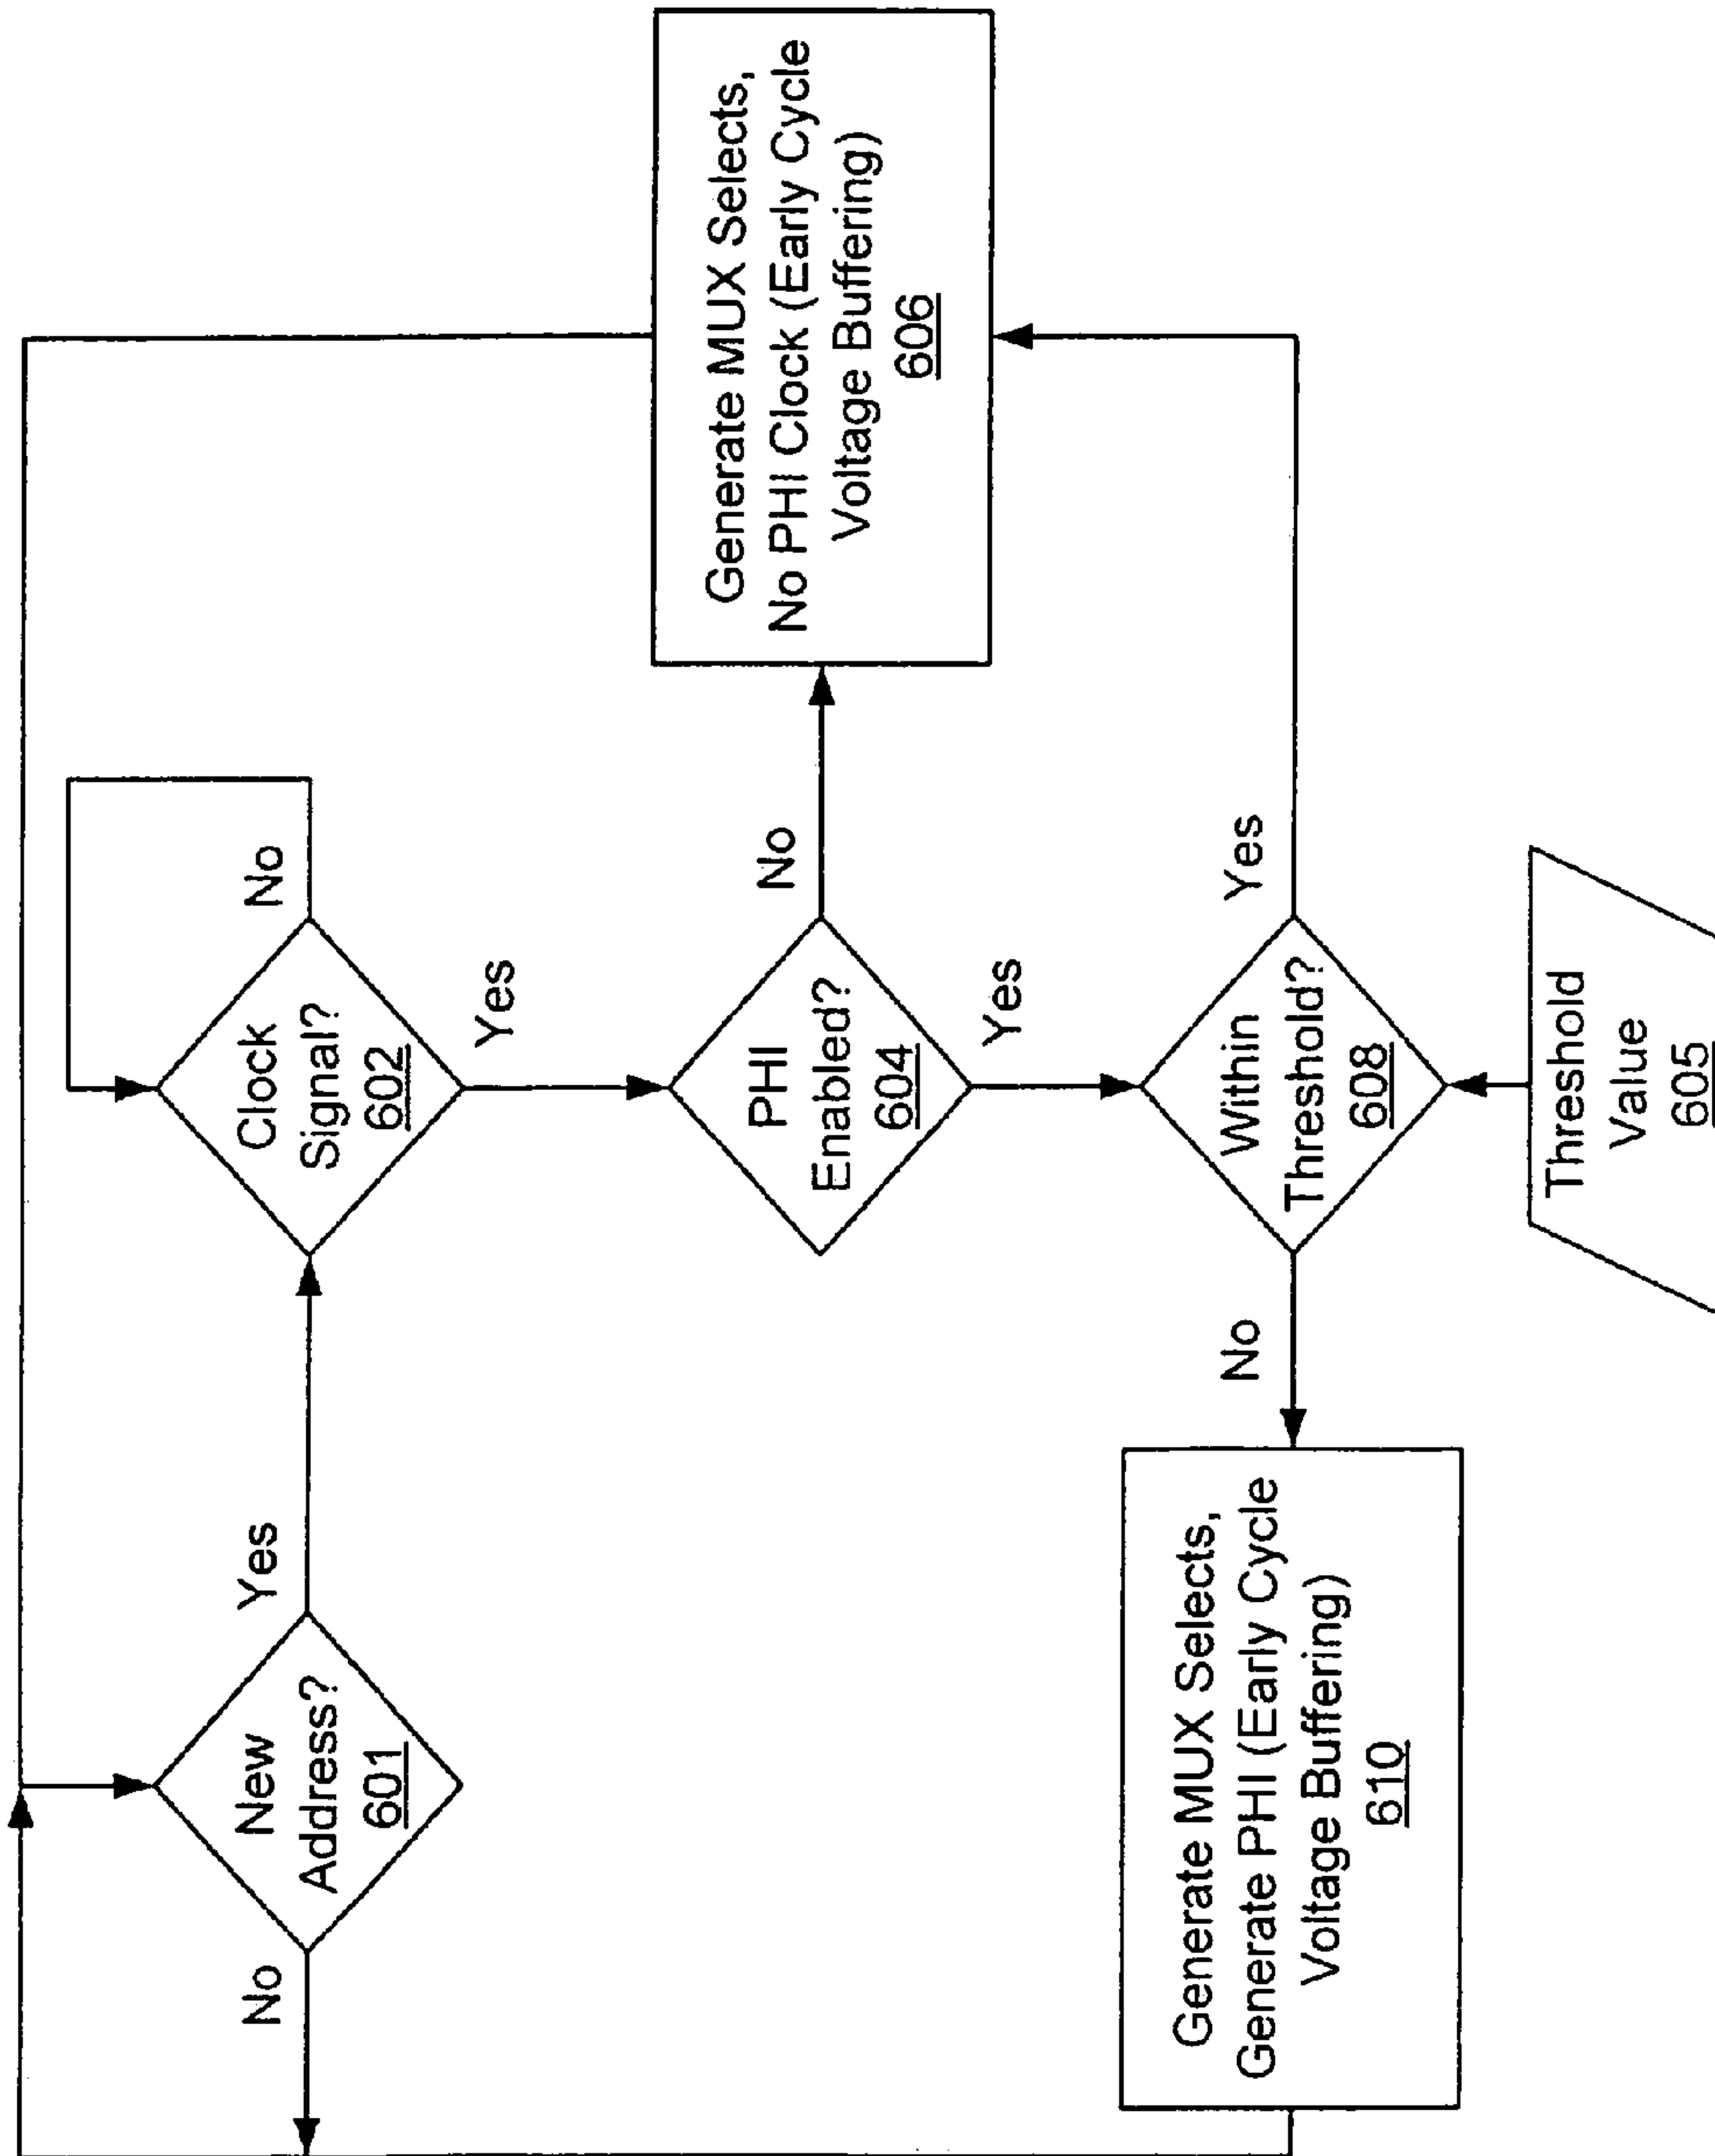 New
Address?
601
Yes
No
Clock
Signal?
602
No
Yes
PHI
Enabled?
604
No
Yes
Generate MUX Selects,
No PHI Clock (Early Cycle
Voltage Buffering)
606
Within
Threshold?
608
Yes
No
Generate MUX Selects,
Generate PHI (Early Cycle
Voltage Buffering)
610
Threshold
Value
605